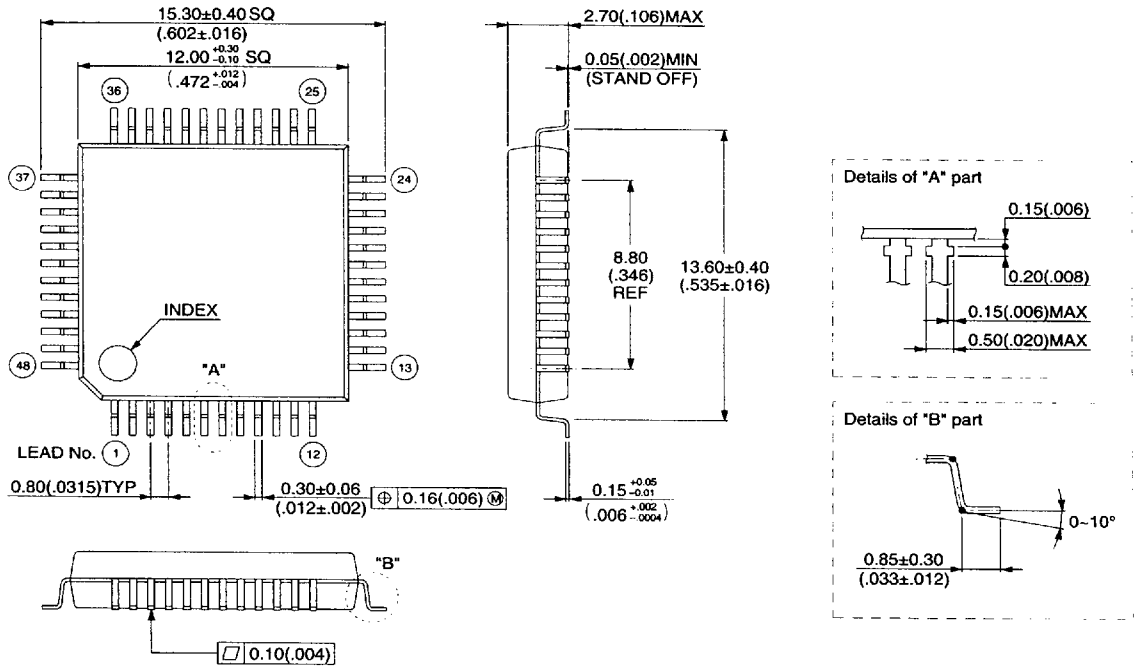 15.30±0.40 SQ
(.602±.016)
12.00 +0.30 -0.10 SQ
(.472 +.012 -.004)
36
25
37
24
INDEX
48
13
"A"
LEAD No. 1
12
0.80(.0315)TYP
0.30±0.06
(.012±.002)
⌖ 0.16(.006) Ⓜ
"B"
⏥ 0.10(.004)
2.70(.106)MAX
0.05(.002)MIN
(STAND OFF)
8.80
(.346)
REF
13.60±0.40
(.535±.016)
0.15 +0.05 -0.01
(.006 +.002 -.0004)
Details of "A" part
0.15(.006)
0.20(.008)
0.15(.006)MAX
0.50(.020)MAX
Details of "B" part
0~10°
0.85±0.30
(.033±.012)